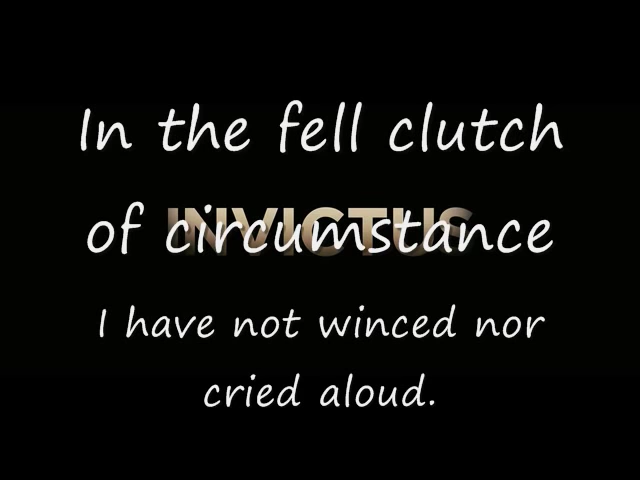 In the fell clutch
of circumstance
INVICTUS
I have not winced nor
cried aloud.